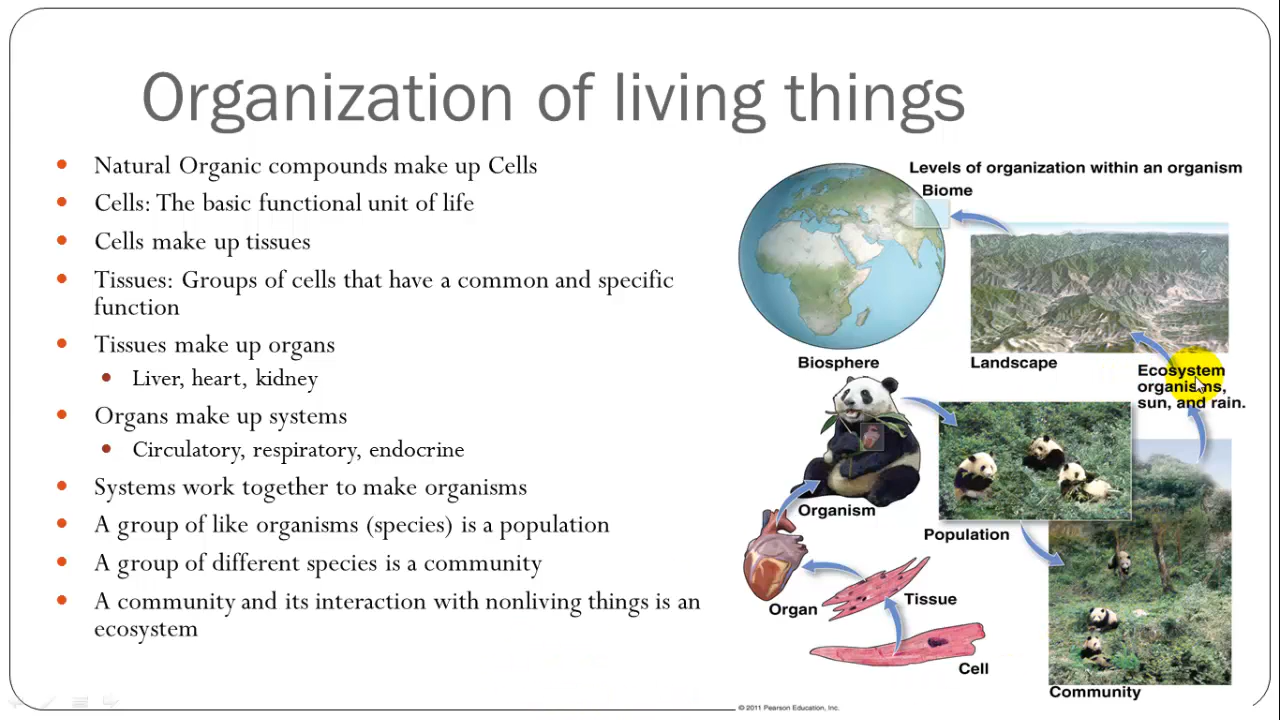 Organization of living things
Natural Organic compounds make up Cells
Cells: The basic functional unit of life
Cells make up tissues
Tissues: Groups of cells that have a common and specific
function
Tissues make up organs
Liver, heart, kidney
Organs make up systems
Circulatory, respiratory, endocrine
Systems work together to make organisms
A group of like organisms (species) is a population
A group of different species is a community
A community and its interaction with nonliving things is an
ecosystem
Levels of organization within an organism
Biome
Biosphere
Landscape
Ecosystem
organisms,
sun, and rain.
Organism
Population
Organ
Tissue
Cell
Community
© 2011 Pearson Education, Inc.